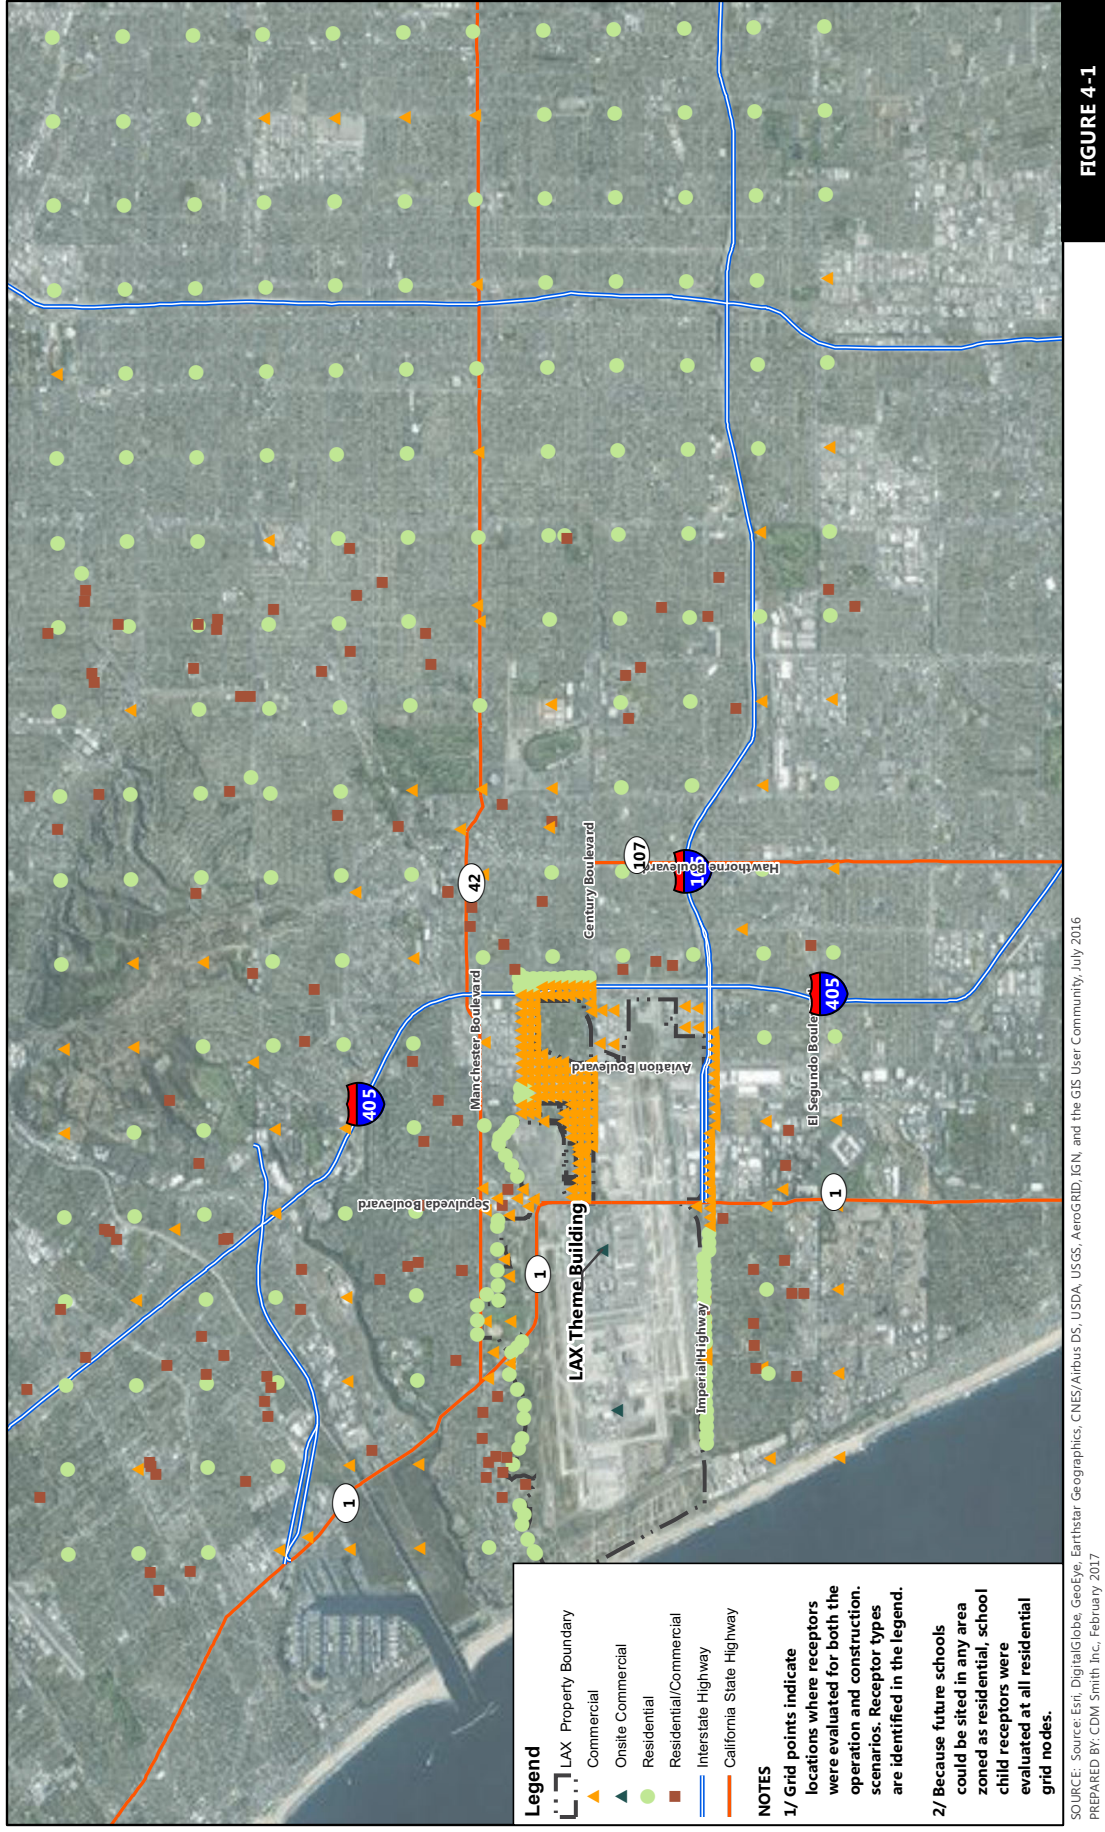 FIGURE 4-1
42
107
105
405
405
1
1
1
Manchester Boulevard
Century Boulevard
Hawthorne Boulevard
Aviation Boulevard
El Segundo Boule
Sepulveda Boulevard
LAX Theme Building
Imperial Highway
Legend
LAX Property Boundary
Commercial
Onsite Commercial
Residential
Residential/Commercial
Interstate Highway
California State Highway
NOTES
1/ Grid points indicate
locations where receptors
were evaluated for both the
operation and construction.
scenarios. Receptor types
are identified in the legend.
2/ Because future schools
could be sited in any area
zoned as residential, school
child receptors were
evaluated at all residential
grid nodes.
SOURCE: Source: Esri, DigitalGlobe, GeoEye, Earthstar Geographics, CNES/Airbus DS, USDA, USGS, AeroGRID, IGN, and the GIS User Community, July 2016
PREPARED BY: CDM Smith Inc., February 2017